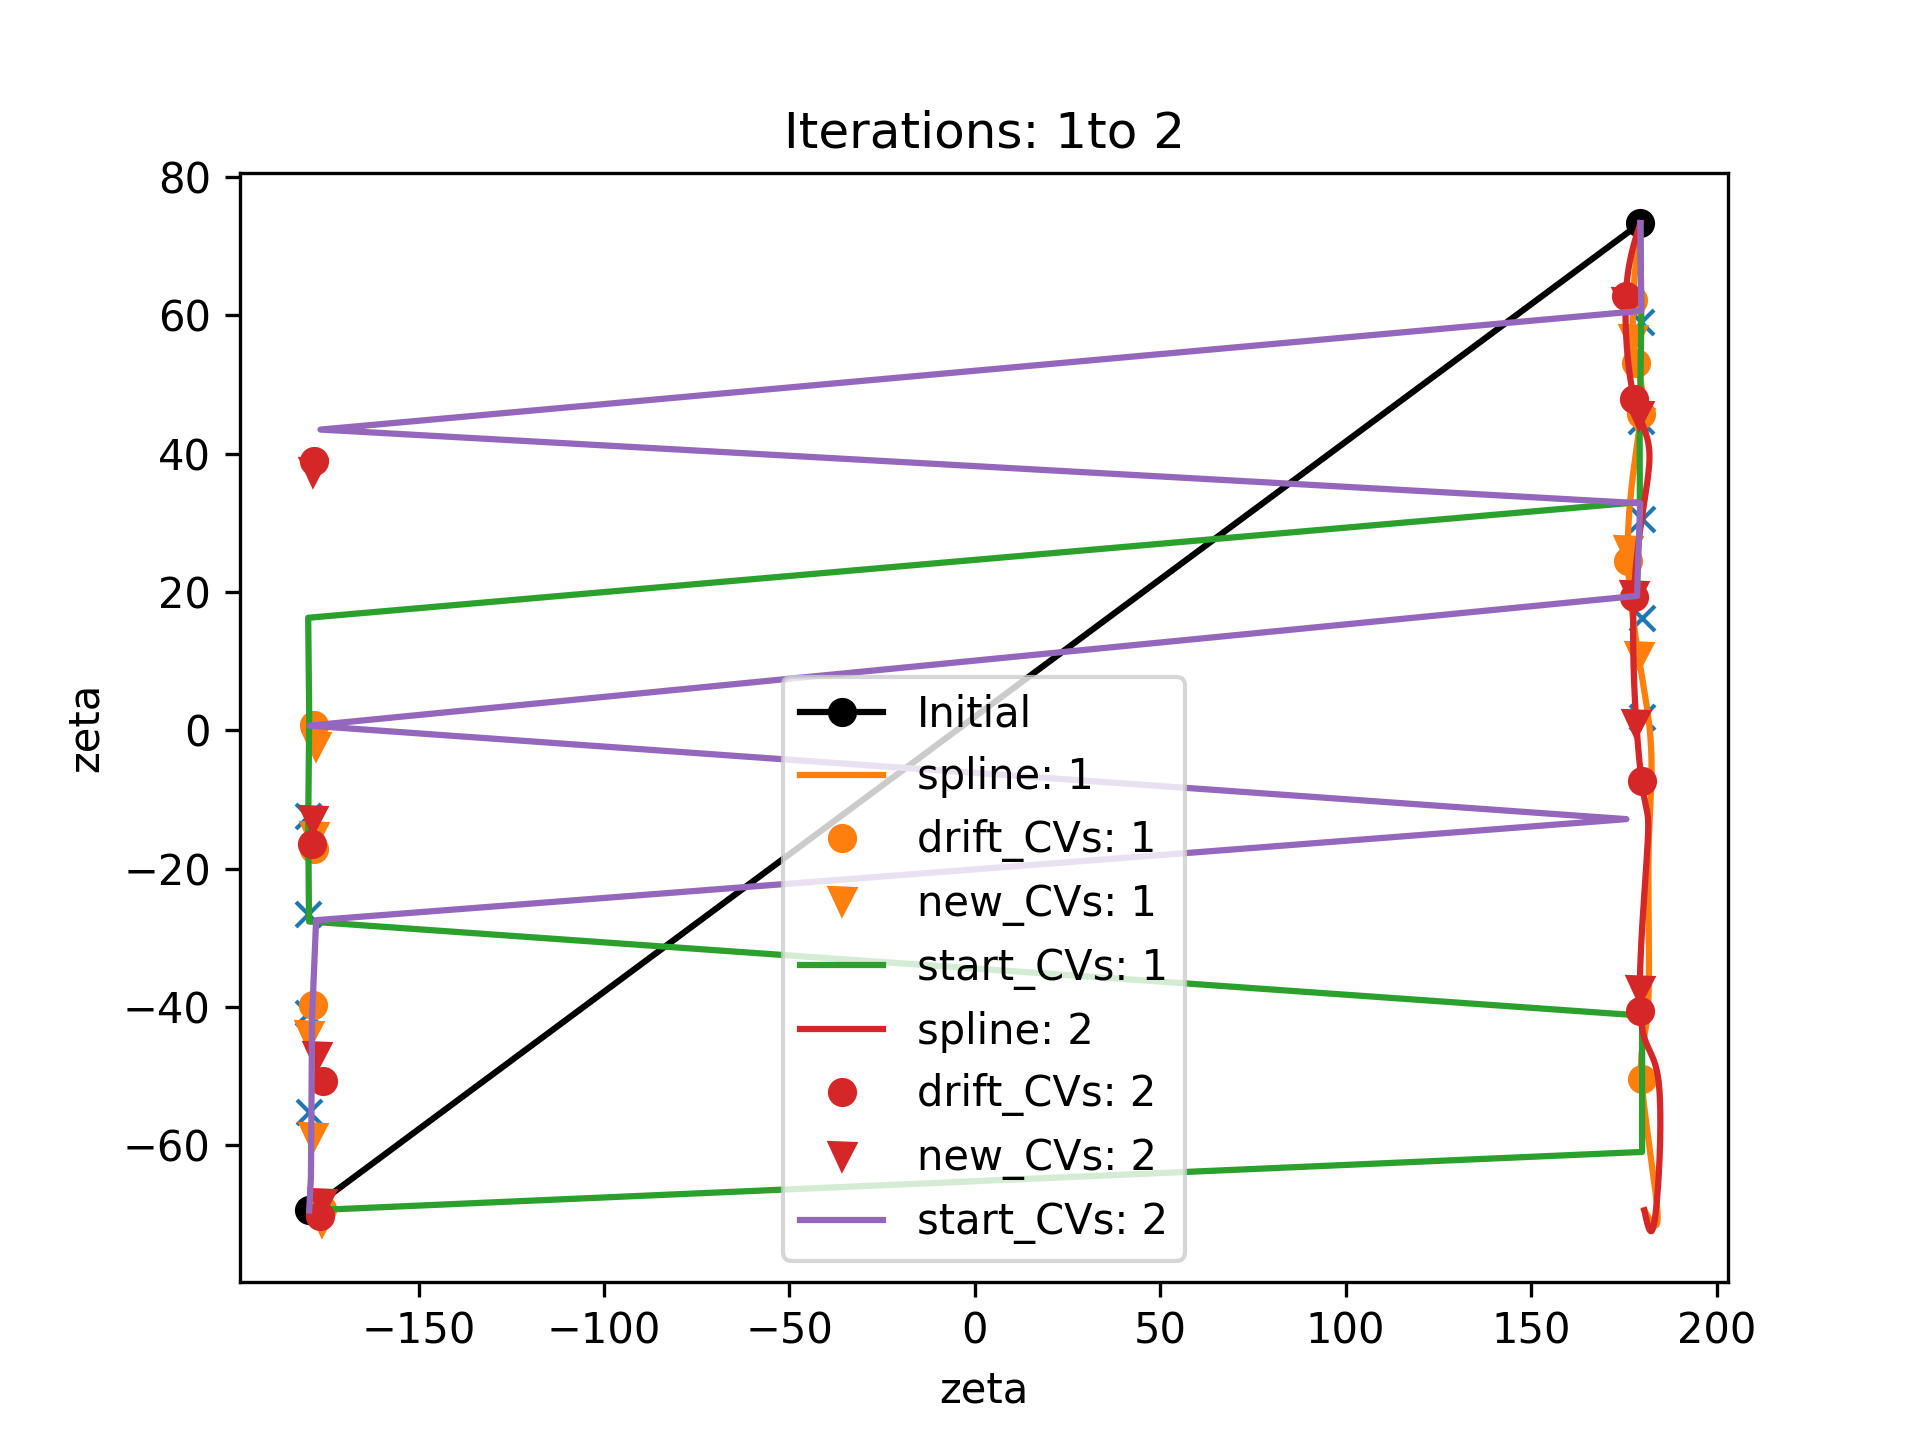 Iterations: 1to 2
80
60
40
20
0
−20
−40
−60
zeta
Initial
spline: 1
drift_CVs: 1
new_CVs: 1
start_CVs: 1
spline: 2
drift_CVs: 2
new_CVs: 2
start_CVs: 2
−150 −100 −50 0 50 100 150 200
zeta